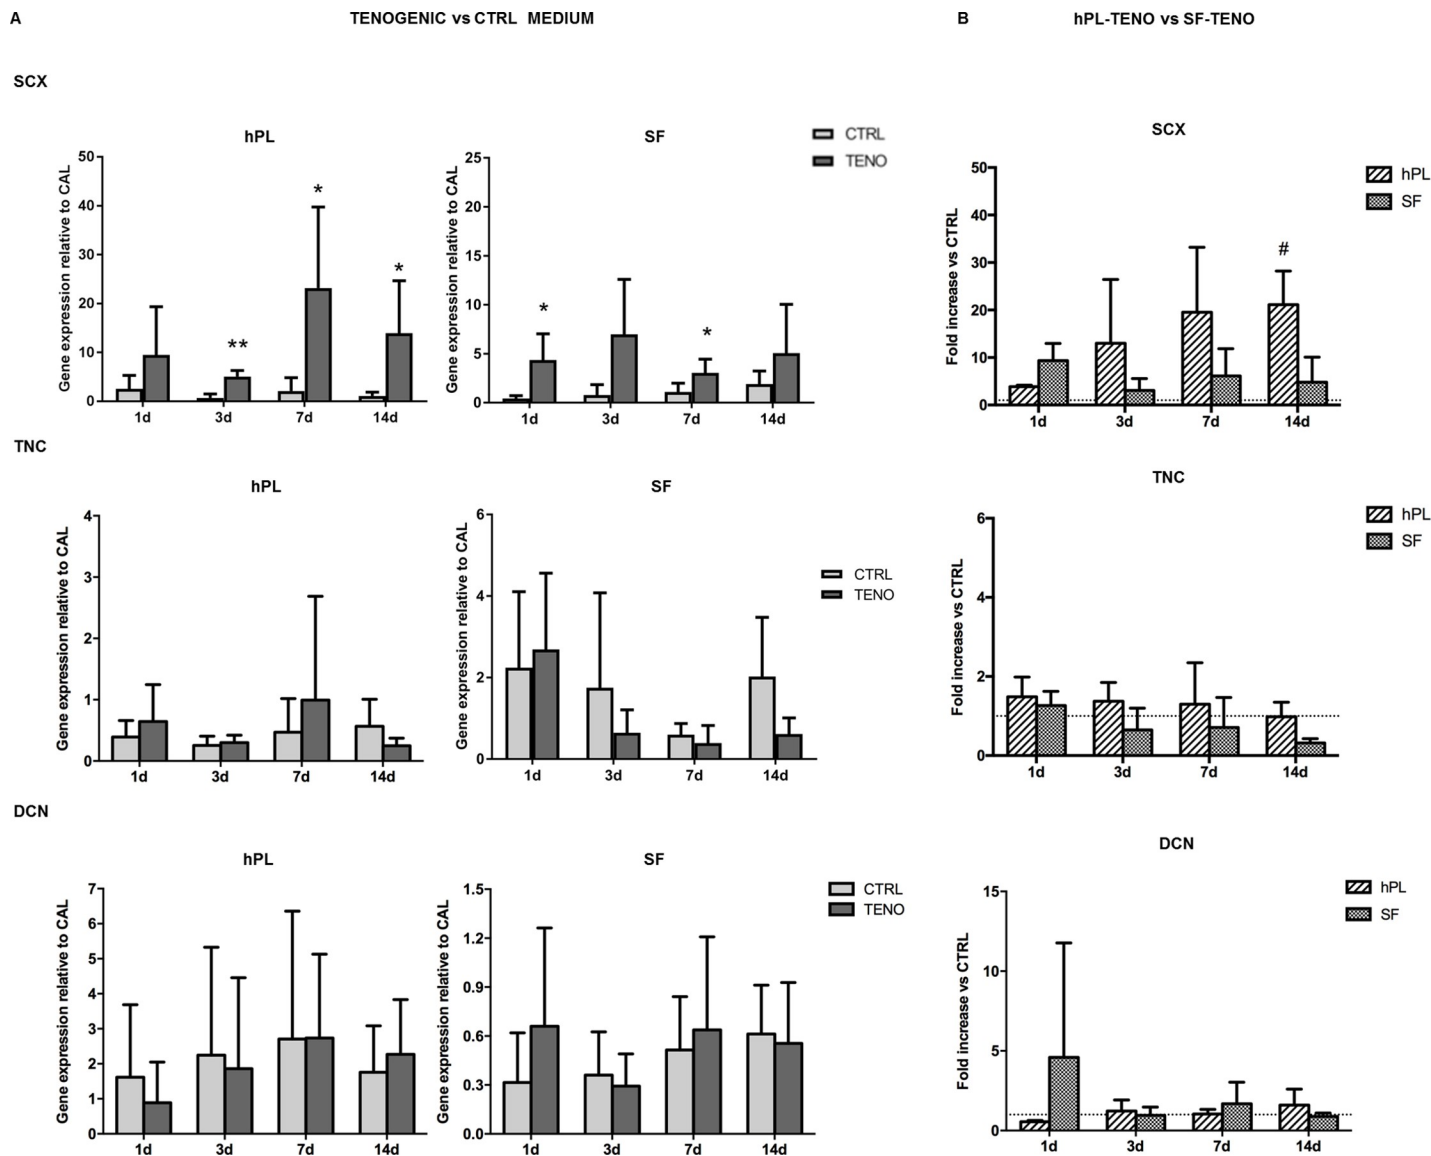 A
TENOGENIC vs CTRL MEDIUM
B
hPL-TENO vs SF-TENO
SCX
hPL
Gene expression relative to CAL
50
40
30
20
10
0
**
*
*
1d 3d 7d 14d
SF
Gene expression relative to CAL
25
20
15
10
5
0
*
*
1d 3d 7d 14d
CTRL
TENO
SCX
Fold increase vs CTRL
50
40
30
20
10
0
#
1d 3d 7d 14d
hPL
SF
TNC
hPL
Gene expression relative to CAL
4
3
2
1
0
1d 3d 7d 14d
SF
Gene expression relative to CAL
6
4
2
0
1d 3d 7d 14d
CTRL
TENO
TNC
Fold increase vs CTRL
6
4
2
0
1d 3d 7d 14d
hPL
SF
DCN
hPL
Gene expression relative to CAL
7
6
5
4
3
2
1
0
1d 3d 7d 14d
SF
Gene expression relative to CAL
1.5
1.2
0.9
0.6
0.3
0.0
1d 3d 7d 14d
CTRL
TENO
DCN
Fold increase vs CTRL
15
10
5
0
1d 3d 7d 14d
hPL
SF